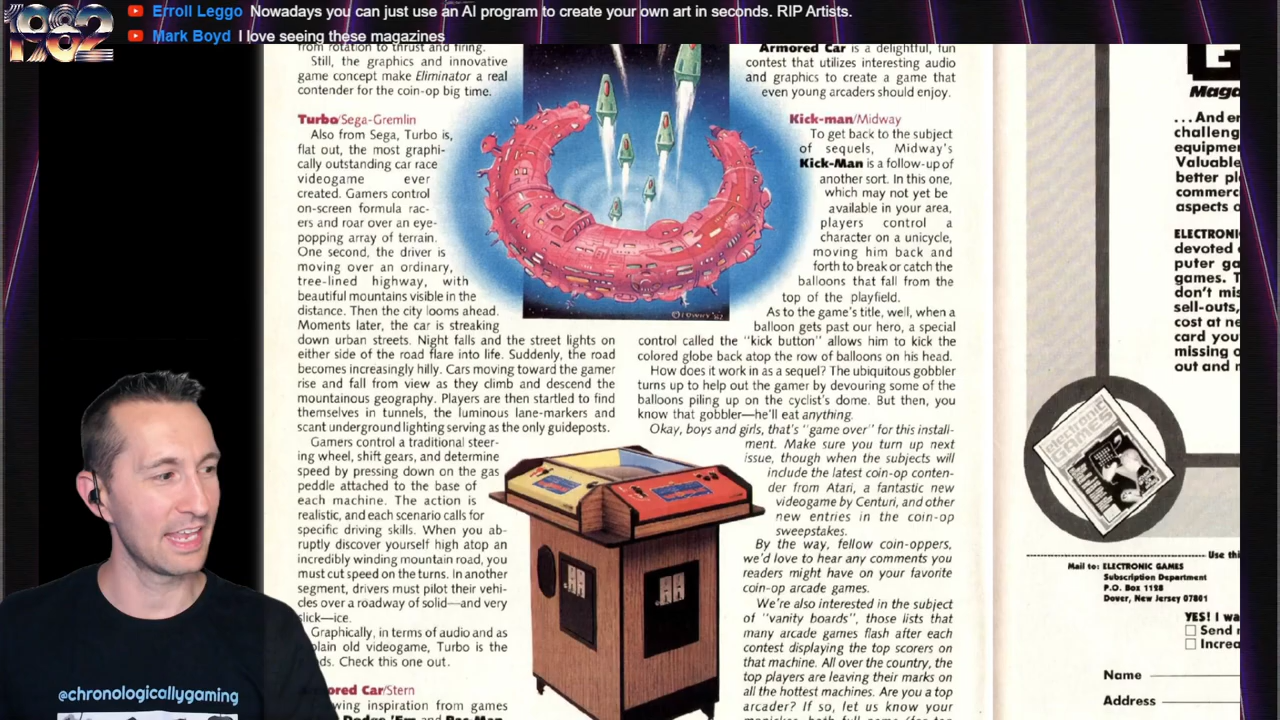 1982
Erroll Leggo Nowadays you can just use an AI program to create your own art in seconds. RIP Artists.
Mark Boyd I love seeing these magazines
from rotation to thrust and firing.
Still, the graphics and innovative
game concept make Eliminator a real
contender for the coin-op big time.
Turbo/Sega-Gremlin
Also from Sega, Turbo is,
flat out, the most graphi-
cally outstanding car race
videogame ever
created. Gamers control
on-screen formula rac-
ers and roar over an eye-
popping array of terrain.
One second, the driver is
moving over an ordinary,
tree-lined highway, with
beautiful mountains visible in the
distance. Then the city looms ahead.
Moments later, the car is streaking
down urban streets. Night falls and the street lights on
either side of the road flare into life. Suddenly, the road
becomes increasingly hilly. Cars moving toward the gamer
rise and fall from view as they climb and descend the
mountainous geography. Players are then startled to find
themselves in tunnels, the luminous lane-markers and
scant underground lighting serving as the only guideposts.
Gamers control a traditional steer-
ing wheel, shift gears, and determine
speed by pressing down on the gas
peddle attached to the base of
each machine. The action is
realistic, and each scenario calls for
specific driving skills. When you ab-
ruptly discover yourself high atop an
incredibly winding mountain road, you
must cut speed on the turns. In another
segment, drivers must pilot their vehi-
cles over a roadway of solid—and very
slick—ice.
Graphically, in terms of audio and as
plain old videogame, Turbo is the
Check this one out.
Car/Stern
inspiration from games
Dodge 'Em and Pac-Man
Armored Car is a delightful, fun
contest that utilizes interesting audio
and graphics to create a game that
even young arcaders should enjoy.
Kick-man/Midway
To get back to the subject
of sequels, Midway's
Kick-Man is a follow-up of
another sort. In this one,
which may not yet be
available in your area,
players control a
character on a unicycle,
moving him back and
forth to break or catch the
balloons that fall from the
top of the playfield.
As to the game's title, well, when a
balloon gets past our hero, a special
control called the "kick button" allows him to kick the
colored globe back atop the row of balloons on his head.
How does it work in as a sequel? The ubiquitous gobbler
turns up to help out the gamer by devouring some of the
balloons piling up on the cyclist's dome. But then, you
know that gobbler—he'll eat anything.
Okay, boys and girls, that's "game over" for this install-
ment. Make sure you turn up next
issue, though when the subjects will
include the latest coin-op conten-
der from Atari, a fantastic new
videogame by Centuri, and other
new entries in the coin-op
sweepstakes.
By the way, fellow coin-oppers,
we'd love to hear any comments you
readers might have on your favorite
coin-op arcade games.
We're also interested in the subject
of "vanity boards", those lists that
many arcade games flash after each
contest displaying the top scorers on
that machine. All over the country, the
top players are leaving their marks on
all the hottest machines. Are you a top
arcader? If so, let us know your
Maga
...And er
challeng
equipme
Valuable
better pl
commerc
aspects o
ELECTRONI
devoted
puter ga
games. T
don't mis
sell-outs,
cost at ne
card you
missing o
out and
electronic
GAMES
Use thi
Mail to: ELECTRONIC GAMES
Subscription Department
P.O. Box 1128
Dover, New Jersey 07801
YES! I wa
Send
Increa
Name
Address
@chronologicallygaming